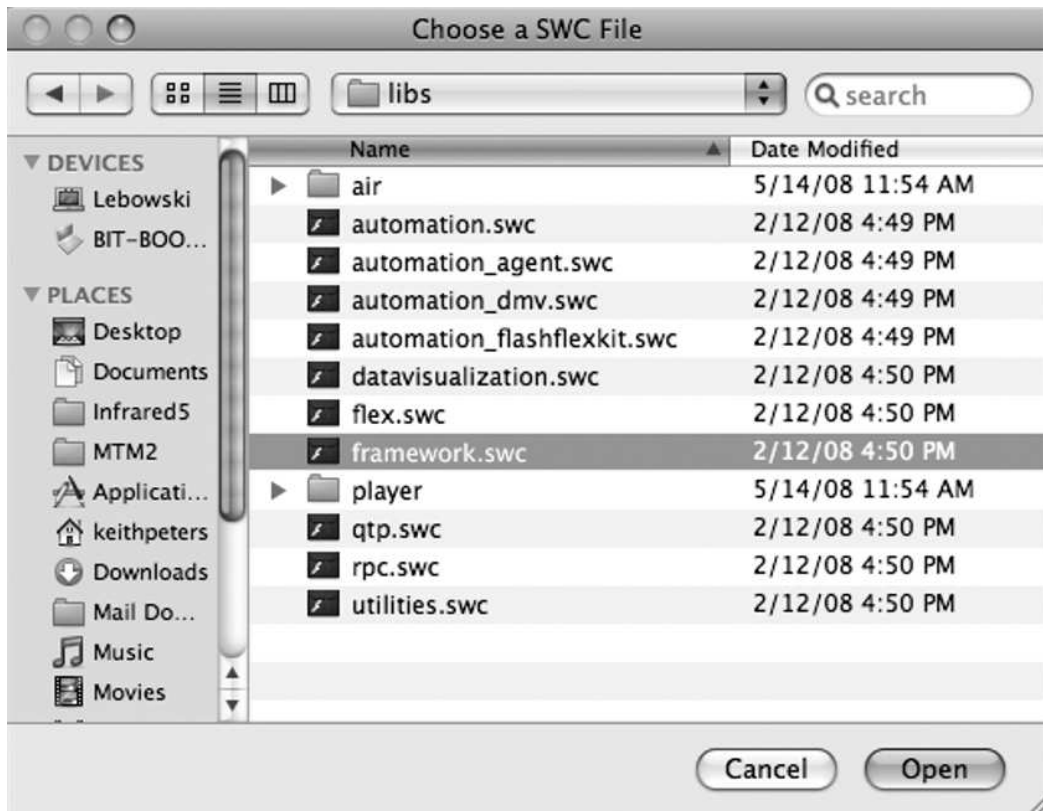 Choose a SWC File
libs
search
DEVICES
Lebowski
BIT-BOO...
PLACES
Desktop
Documents
Infrared5
MTM2
Applicati...
keithpeters
Downloads
Mail Do...
Music
Movies
Name Date Modified
air 5/14/08 11:54 AM
automation.swc 2/12/08 4:49 PM
automation_agent.swc 2/12/08 4:49 PM
automation_dmv.swc 2/12/08 4:49 PM
automation_flashflexkit.swc 2/12/08 4:49 PM
datavisualization.swc 2/12/08 4:50 PM
flex.swc 2/12/08 4:50 PM
framework.swc 2/12/08 4:50 PM
player 5/14/08 11:54 AM
qtp.swc 2/12/08 4:50 PM
rpc.swc 2/12/08 4:50 PM
utilities.swc 2/12/08 4:50 PM
Cancel Open